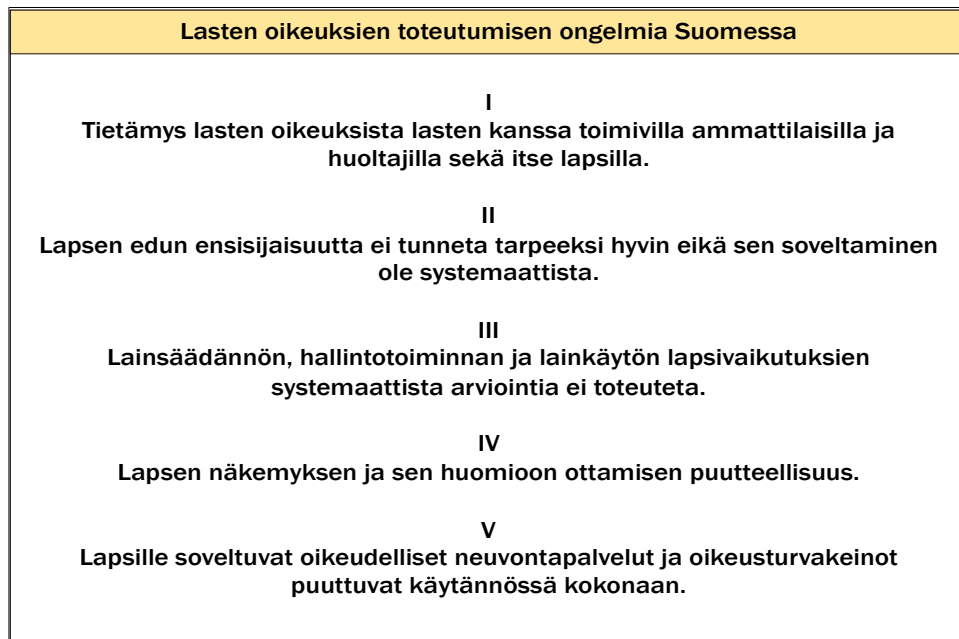 Lasten oikeuksien toteutumisen ongelmia Suomessa
I
Tietämys lasten oikeuksista lasten kanssa toimivilla ammattilaisilla ja
huoltajilla sekä itse lapsilla.
II
Lapsen edun ensisijaisuutta ei tunneta tarpeeksi hyvin eikä sen soveltaminen
ole systemaattista.
III
Lainsäädännön, hallintotoiminnan ja lainkäytön lapsivaikutuksien
systemaattista arviointia ei toteuteta.
IV
Lapsen näkemyksen ja sen huomioon ottamisen puutteellisuus.
V
Lapsille soveltuvat oikeudelliset neuvontapalvelut ja oikeusturvakeinot
puuttuvat käytännössä kokonaan.